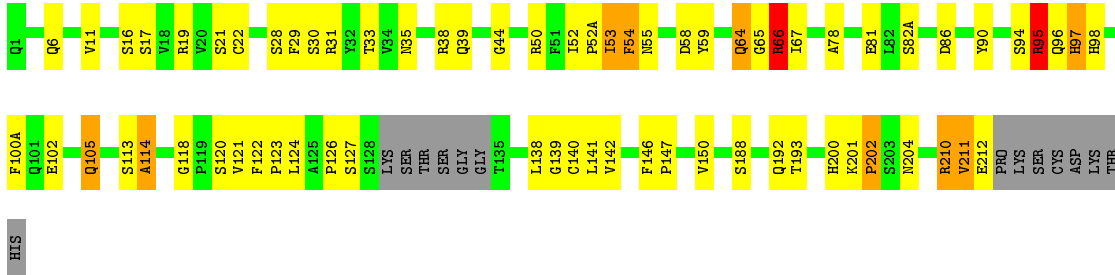 Q1 Q6 V11 S16 S17 V18 R19 V20 S21 C22 S28 F29 S30 R31 Y32 T33 V34 N35 R38 Q39 G44 R50 F51 I52 P52A I53 F54 N55 D58 Y59 Q64 G65 R66 I67 A78 E81 L82 S82A D86 Y90 S94 R95 Q96 H97 H98
F100A Q101 E102 Q105 S113 A114 G118 P119 S120 V121 F122 P123 L124 A125 P126 S127 S128 LYS SER THR SER GLY GLY T135 L138 G139 C140 L141 V142 F146 P147 V150 S188 Q192 T193 H200 K201 P202 S203 N204 R210 V211 E212 PRO LYS SER CYS ASP LYS THR
HIS